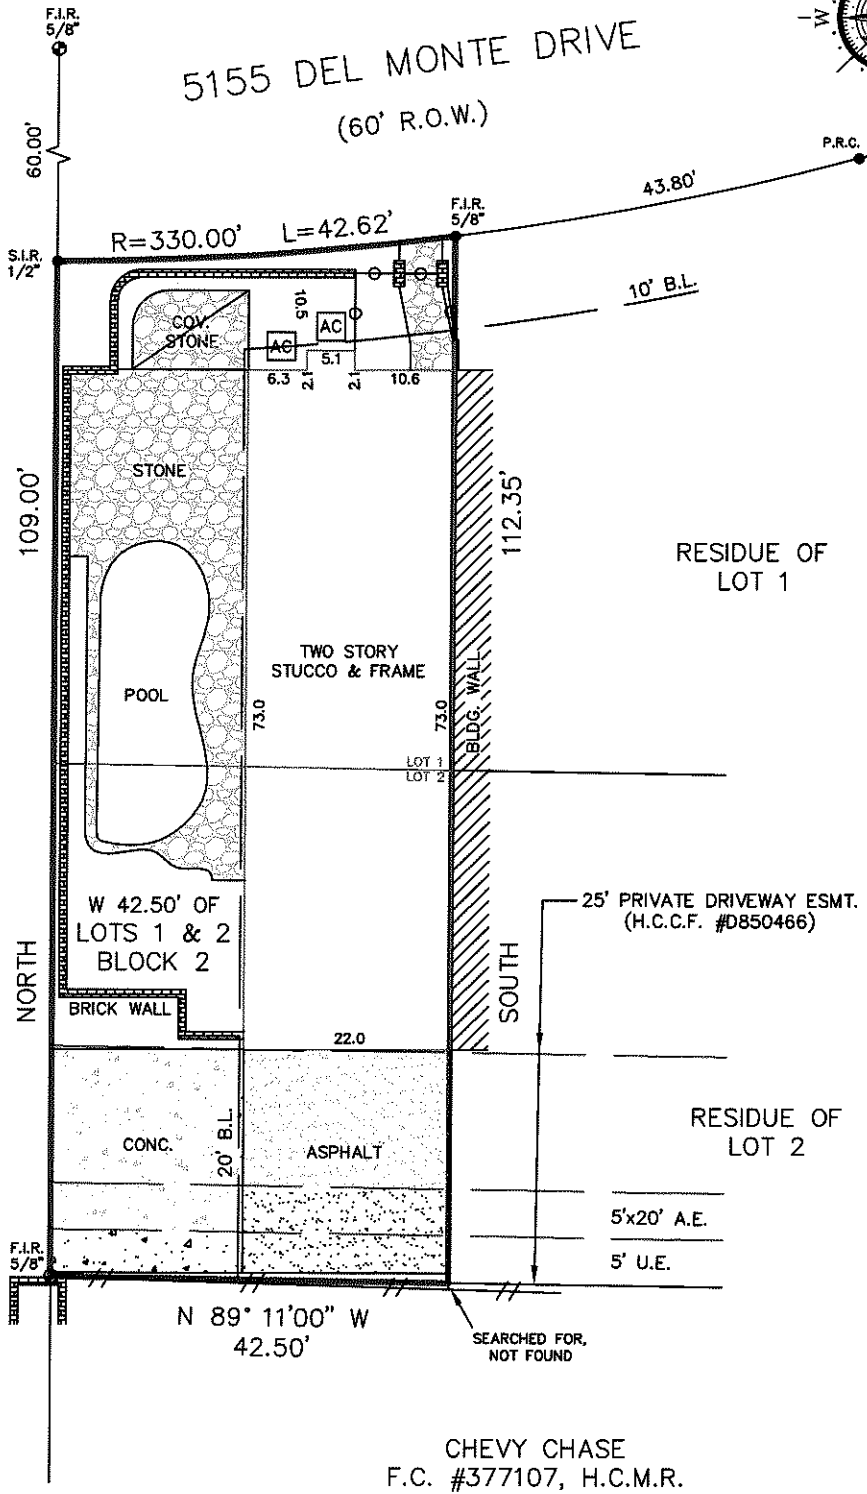 F.I.R.
5/8"
W
5155 DEL MONTE DRIVE
(60' R.O.W.)
60.00'
P.R.C.
43.80'
F.I.R.
5/8"
S.I.R.
1/2"
R=330.00' L=42.62'
10' B.L.
10.5
COV.
STONE
AC
AC
5.1
6.3
2.1
2.1
10.6
STONE
109.00'
112.35'
RESIDUE OF
LOT 1
TWO STORY
STUCCO & FRAME
POOL
73.0
73.0
BLDG. WALL
LOT 1
LOT 2
25' PRIVATE DRIVEWAY ESMT.
(H.C.C.F. #D850466)
W 42.50' OF
LOTS 1 & 2
BLOCK 2
NORTH
SOUTH
BRICK WALL
22.0
20' B.L.
CONC.
ASPHALT
RESIDUE OF
LOT 2
5'x20' A.E.
5' U.E.
F.I.R.
5/8"
N 89° 11'00" W
42.50'
SEARCHED FOR,
NOT FOUND
CHEVY CHASE
F.C. #377107, H.C.M.R.